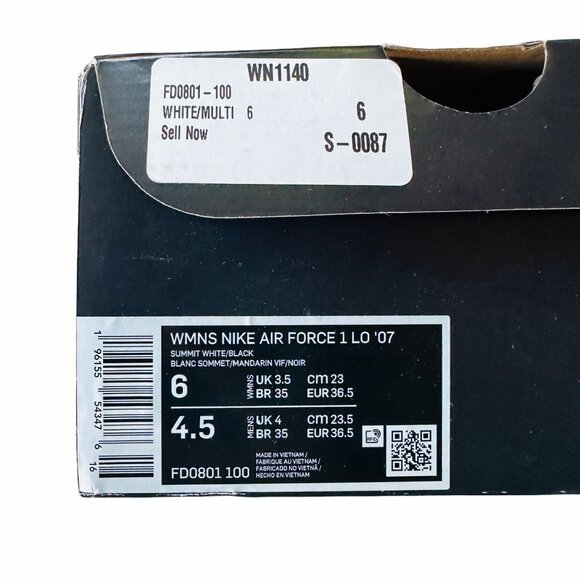 WN1140
FD0801-100
WHITE/MULTI 6 6
Sell Now S-0087
WMNS NIKE AIR FORCE 1 LO '07
SUMMIT WHITE/BLACK
BLANC SOMMET/MANDARIN VIF/NOIR
6 WMNS UK 3.5 CM 23
BR 35 EUR 36.5
4.5 MENS UK 4 CM 23.5
BR 35 EUR 36.5
RFID
MADE IN VIETNAM /
FABRIQUE AU VIETNAM /
FABRICADO NO VIETNÃ /
HECHO EN VIETNAM
FD0801 100
1 96155 54347 6 16